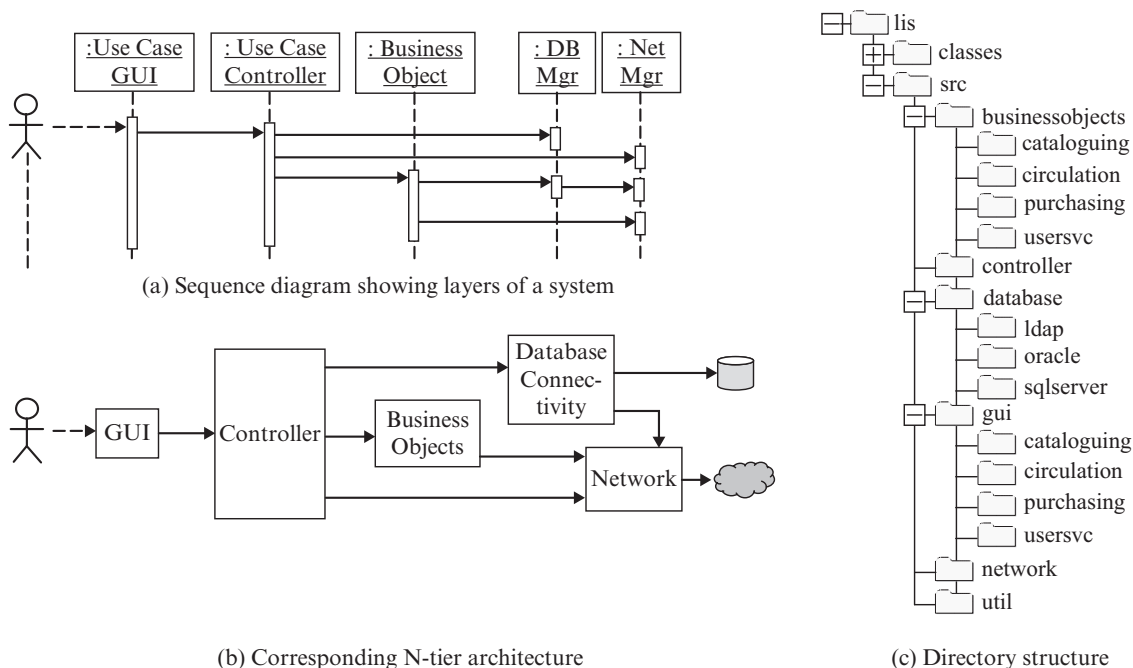 :Use Case
GUI
: Use Case
Controller
: Business
Object
: DB
Mgr
: Net
Mgr
(a) Sequence diagram showing layers of a system
GUI
Controller
Business
Objects
Database
Connec-
tivity
Network
(b) Corresponding N-tier architecture
lis
classes
src
businessobjects
cataloguing
circulation
purchasing
usersvc
controller
database
ldap
oracle
sqlserver
gui
cataloguing
circulation
purchasing
usersvc
network
util
(c) Directory structure